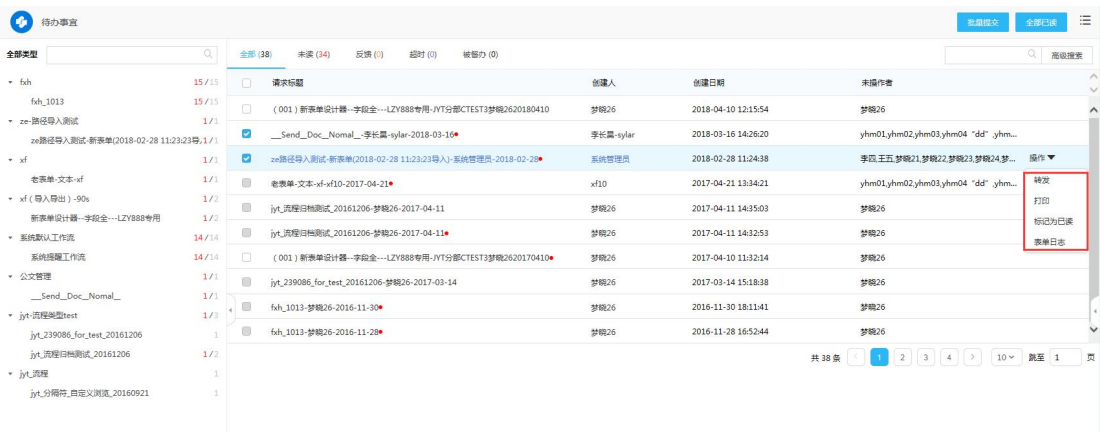 待办事宜
批量提交
全部已读
全部类型
fxh 15/15
fxh_1013 15/15
ze-路径导入测试 1/1
ze路径导入测试-新表单(2018-02-28 11:23:23导, 1/1
xf 1/1
老表单-文本-xf 1/1
xf（导入导出）-90s 1/2
新表单设计器--字段全---LZY888专用 1/2
系统默认工作流 14/14
系统提醒工作流 14/14
公文管理 1/1
__Send__Doc__Nomal__ 1/1
jyt-流程类型test 1/3
jyt_239086_for_test_20161206 1
jyt_流程归档测试_20161206 1/2
jyt_流程 1
jyt_分隔符_自定义浏览_20160921 1
全部 (38) 未读 (34) 反馈 (0) 超时 (0) 被督办 (0)
高级搜索
请求标题 创建人 创建日期 未操作者
（001）新表单设计器--字段全---LZY888专用-JYT分部CTEST3梦晓2620180410 梦晓26 2018-04-10 12:15:54 梦晓26
__Send__Doc__Nomal__-李长昊-sylar-2018-03-16 李长昊-sylar 2018-03-16 14:26:20 yhm01,yhm02,yhm03,yhm04 “dd” ,yhm...
ze路径导入测试-新表单(2018-02-28 11:23:23导入)-系统管理员-2018-02-28 系统管理员 2018-02-28 11:24:38 李四,王五,梦晓21,梦晓22,梦晓23,梦晓24,梦... 操作▼
老表单-文本-xf-xf10-2017-04-21 xf10 2017-04-21 13:34:21 yhm01,yhm02,yhm03,yhm04 “dd” ,yhm...
jyt_流程归档测试_20161206-梦晓26-2017-04-11 梦晓26 2017-04-11 14:35:03 梦晓26
jyt_流程归档测试_20161206-梦晓26-2017-04-11 梦晓26 2017-04-11 14:32:53 梦晓26
（001）新表单设计器--字段全---LZY888专用-JYT分部CTEST3梦晓2620170410 梦晓26 2017-04-10 11:32:14 梦晓26
jyt_239086_for_test_20161206-梦晓26-2017-03-14 梦晓26 2017-03-14 15:18:38 梦晓26
fxh_1013-梦晓26-2016-11-30 梦晓26 2016-11-30 18:11:41 梦晓26
fxh_1013-梦晓26-2016-11-28 梦晓26 2016-11-28 16:52:44 梦晓26
转发
打印
标记为已读
表单日志
共 38 条 < 1 2 3 4 > 10 跳至 1 页